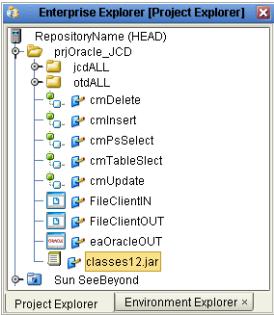 Enterprise Explorer [Project Explorer]
RepositoryName (HEAD)
prjOracle_JCD
jcdALL
otdALL
cmDelete
cmInsert
cmPsSelect
cmTableSlect
cmUpdate
FileClientIN
FileClientOUT
ORACLE eaOracleOUT
classes12.jar
Sun SeeBeyond
Project Explorer Environment Explorer ×